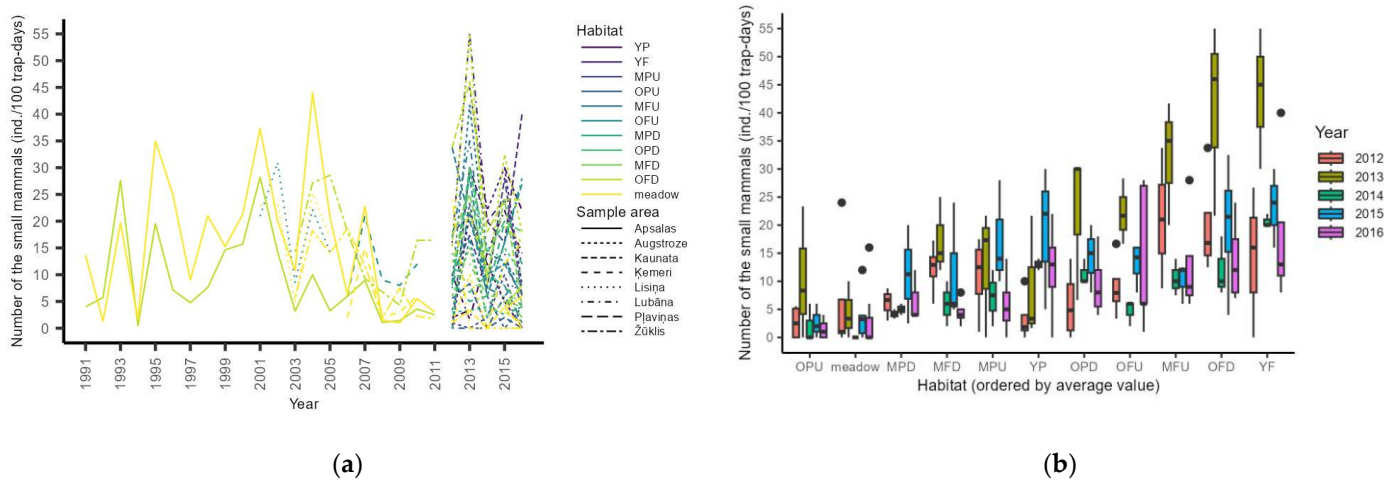 Number of the small mammals (ind./100 trap-days)
55
50
45
40
35
30
25
20
15
10
5
0
1991
1993
1995
1997
1999
2001
2003
2005
2007
2009
2011
2013
2015
Year
Habitat
YP
YF
MPU
OPU
MFU
OFU
MPD
OPD
MFD
OFD
meadow
Sample area
Apsalas
Augstroze
Kaunata
Ķemeri
Lisiņa
Lubāna
Pļaviņas
Žūklis
(a)
Number of the small mammals (ind./100 trap-days)
55
50
45
40
35
30
25
20
15
10
5
0
OPU meadow MPD MFD MPU YP OPD OFU MFU OFD YF
Habitat (ordered by average value)
Year
2012
2013
2014
2015
2016
(b)